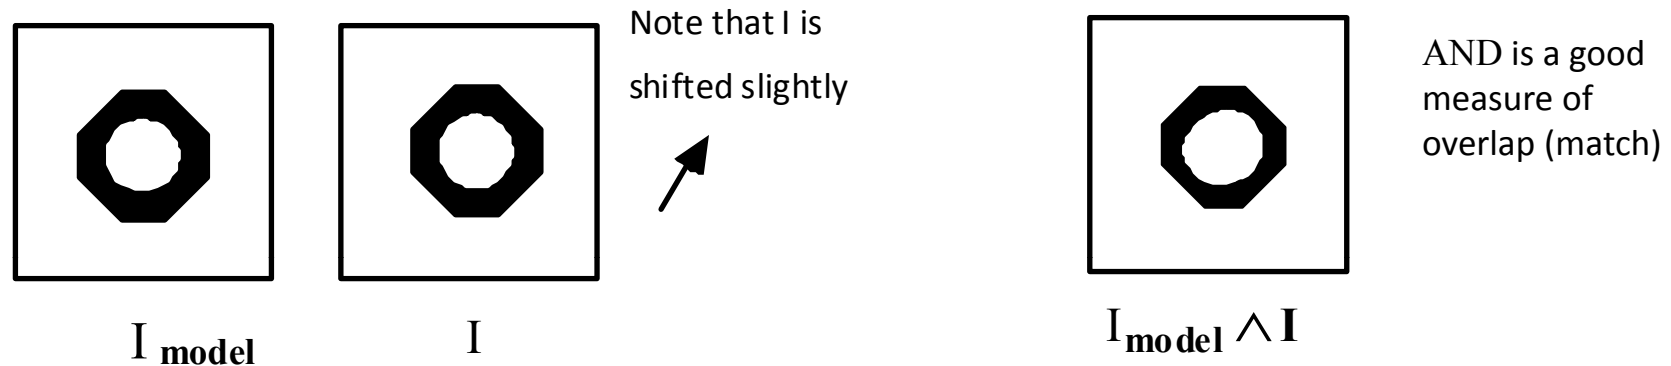 Note that I is
shifted slightly
AND is a good
measure of
overlap (match)
I model
I
I model ∧ I